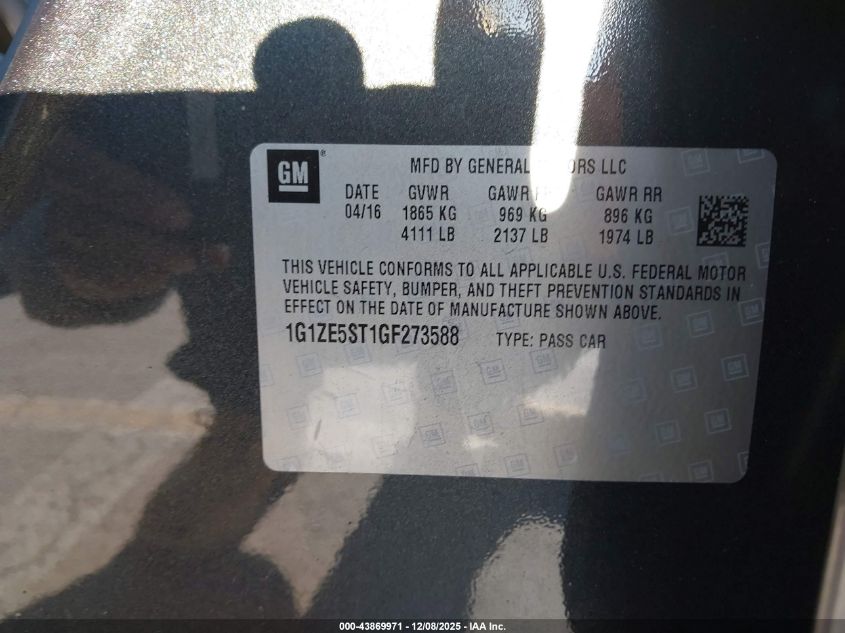 GM®
MFD BY GENERAL MOTORS LLC
DATE GVWR GAWR GAWR RR
04/16 1865 KG 969 KG 896 KG
4111 LB 2137 LB 1974 LB
THIS VEHICLE CONFORMS TO ALL APPLICABLE U.S. FEDERAL MOTOR
VEHICLE SAFETY, BUMPER, AND THEFT PREVENTION STANDARDS IN
EFFECT ON THE DATE OF MANUFACTURE SHOWN ABOVE.
1G1ZE5ST1GF273588 TYPE: PASS CAR
000-43869971 - 12/08/2025 - IAA Inc.